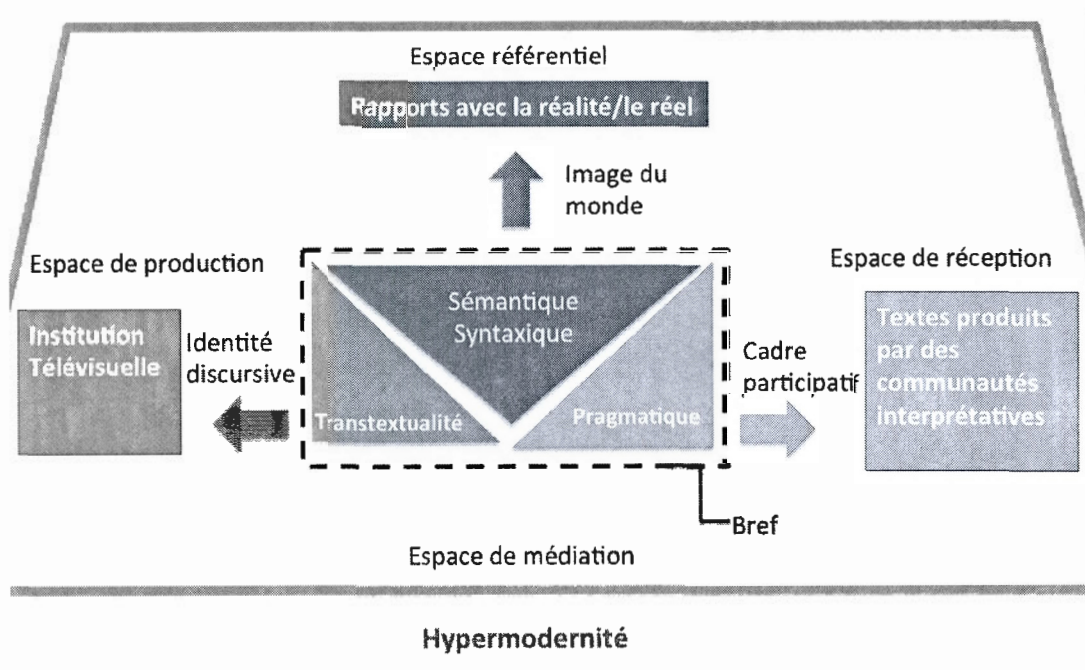 Espace référentiel
Rapports avec la réalité/le réel
Image du
monde
Espace de production
Espace de réception
Institution
Télévisuelle
Identité
discursive
Sémantique
Syntaxique
Transtextualité
Pragmatique
Cadre
participatif
Textes produits
par des
communautés
interprétatives
Bref
Espace de médiation
Hypermodernité